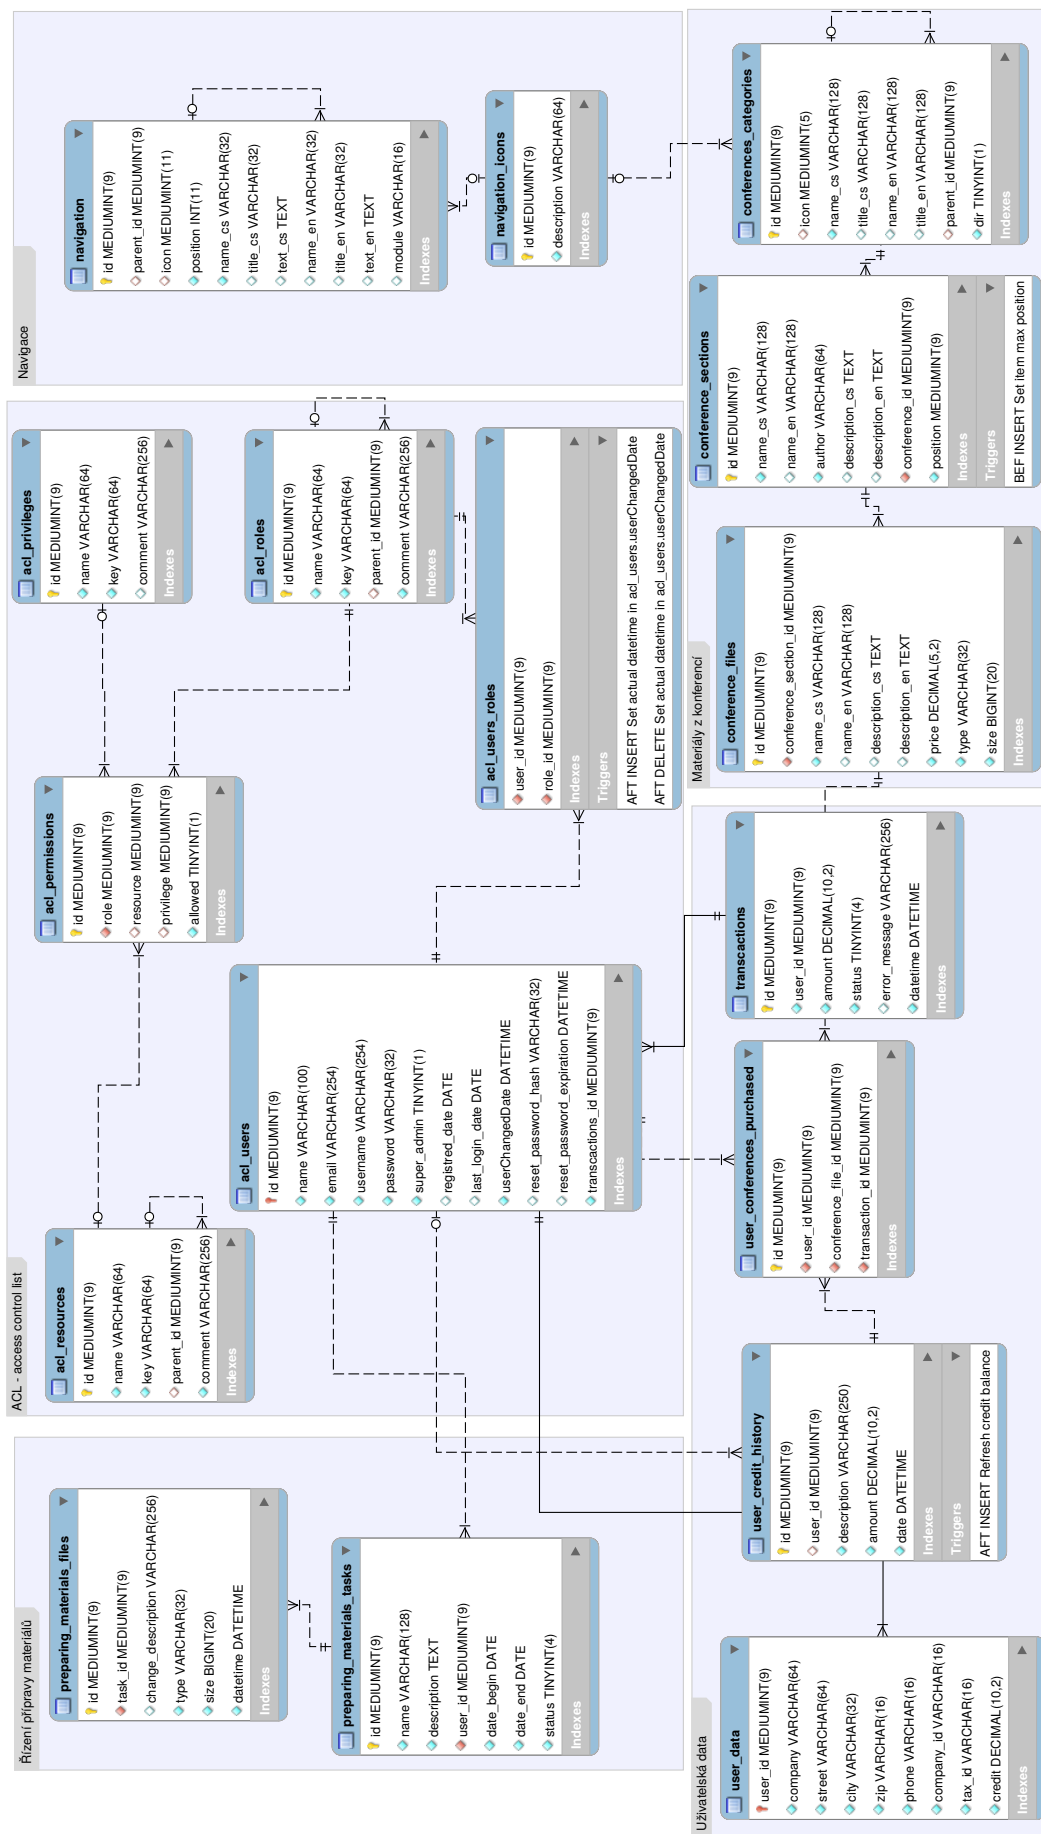 Řízení přípravy materiálů
preparing_materials_files
id MEDIUMINT(9)
task_id MEDIUMINT(9)
change_description VARCHAR(256)
type VARCHAR(32)
size BIGINT(20)
datetime DATETIME
Indexes
preparing_materials_tasks
id MEDIUMINT(9)
name VARCHAR(128)
description TEXT
user_id MEDIUMINT(9)
date_begin DATE
date_end DATE
status TINYINT(4)
Indexes
ACL - access control list
acl_resources
id MEDIUMINT(9)
name VARCHAR(64)
key VARCHAR(64)
parent_id MEDIUMINT(9)
comment VARCHAR(256)
Indexes
acl_users
id MEDIUMINT(9)
name VARCHAR(100)
email VARCHAR(254)
username VARCHAR(254)
password VARCHAR(32)
super_admin TINYINT(1)
registred_date DATE
last_login_date DATE
userChangedDate DATETIME
reset_password_hash VARCHAR(32)
reset_password_expiration DATETIME
transcactions_id MEDIUMINT(9)
Indexes
acl_permissions
id MEDIUMINT(9)
role MEDIUMINT(9)
resource MEDIUMINT(9)
privilege MEDIUMINT(9)
allowed TINYINT(1)
Indexes
acl_privileges
id MEDIUMINT(9)
name VARCHAR(64)
key VARCHAR(64)
comment VARCHAR(256)
Indexes
acl_roles
id MEDIUMINT(9)
name VARCHAR(64)
key VARCHAR(64)
parent_id MEDIUMINT(9)
comment VARCHAR(256)
Indexes
acl_users_roles
user_id MEDIUMINT(9)
role_id MEDIUMINT(9)
Indexes
Triggers
AFT INSERT Set actual datetime in acl_users.userChangedDate
AFT DELETE Set actual datetime in acl_users.userChangedDate
Navigace
navigation
id MEDIUMINT(9)
parent_id MEDIUMINT(9)
icon MEDIUMINT(11)
position INT(11)
name_cs VARCHAR(32)
title_cs VARCHAR(32)
text_cs TEXT
name_en VARCHAR(32)
title_en VARCHAR(32)
text_en TEXT
module VARCHAR(16)
Indexes
navigation_icons
id MEDIUMINT(9)
description VARCHAR(64)
Indexes
Uživatelská data
user_data
user_id MEDIUMINT(9)
company VARCHAR(64)
street VARCHAR(64)
city VARCHAR(32)
zip VARCHAR(16)
phone VARCHAR(16)
company_id VARCHAR(16)
tax_id VARCHAR(16)
credit DECIMAL(10,2)
Indexes
user_credit_history
id MEDIUMINT(9)
user_id MEDIUMINT(9)
description VARCHAR(250)
amount DECIMAL(10,2)
date DATETIME
Indexes
Triggers
AFT INSERT Refresh credit balance
user_conferences_purchased
id MEDIUMINT(9)
user_id MEDIUMINT(9)
conference_file_id MEDIUMINT(9)
transaction_id MEDIUMINT(9)
Indexes
transcactions
id MEDIUMINT(9)
user_id MEDIUMINT(9)
amount DECIMAL(10,2)
status TINYINT(4)
error_message VARCHAR(256)
datetime DATETIME
Indexes
Materiály z konferencí
conference_files
id MEDIUMINT(9)
conference_section_id MEDIUMINT(9)
name_cs VARCHAR(128)
name_en VARCHAR(128)
description_cs TEXT
description_en TEXT
price DECIMAL(5,2)
type VARCHAR(32)
size BIGINT(20)
Indexes
conference_sections
id MEDIUMINT(9)
name_cs VARCHAR(128)
name_en VARCHAR(128)
author VARCHAR(64)
description_cs TEXT
description_en TEXT
conference_id MEDIUMINT(9)
position MEDIUMINT(9)
Indexes
Triggers
BEF INSERT Set item max position
conferences_categories
id MEDIUMINT(9)
icon MEDIUMINT(5)
name_cs VARCHAR(128)
title_cs VARCHAR(128)
name_en VARCHAR(128)
title_en VARCHAR(128)
parent_id MEDIUMINT(9)
dir TINYINT(1)
Indexes